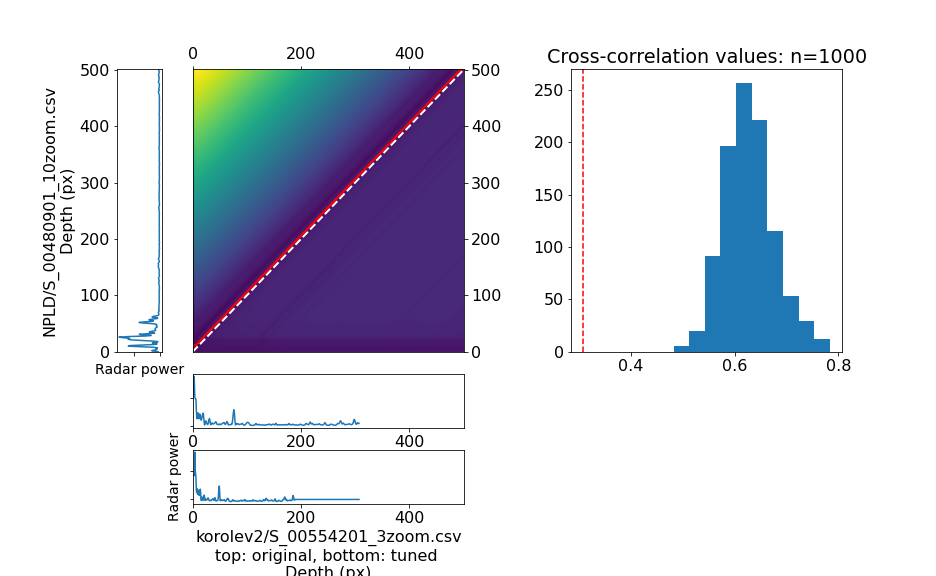 0 200 400
Cross-correlation values: n=1000
500
400
300
200
100
0
NPLD/S_00480901_10zoom.csv
Depth (px)
Radar power
500
400
300
200
100
0
250
200
150
100
50
0
0.4 0.6 0.8
0 200 400
Radar power
0 200 400
korolev2/S_00554201_3zoom.csv
top: original, bottom: tuned
Depth (px)